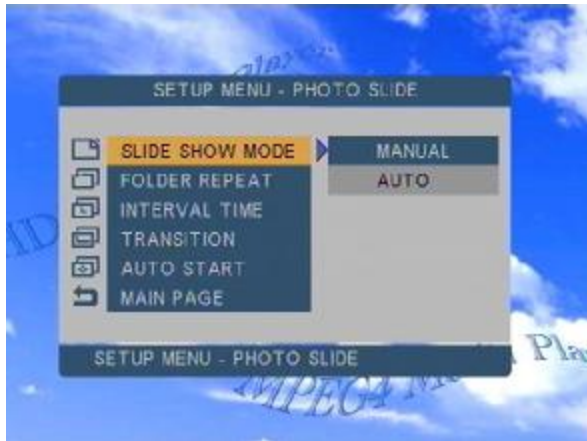 Player
SETUP MENU - PHOTO SLIDE
SLIDE SHOW MODE
MANUAL
FOLDER REPEAT
AUTO
INTERVAL TIME
TRANSITION
AUTO START
MAIN PAGE
SETUP MENU - PHOTO SLIDE
MPEG4